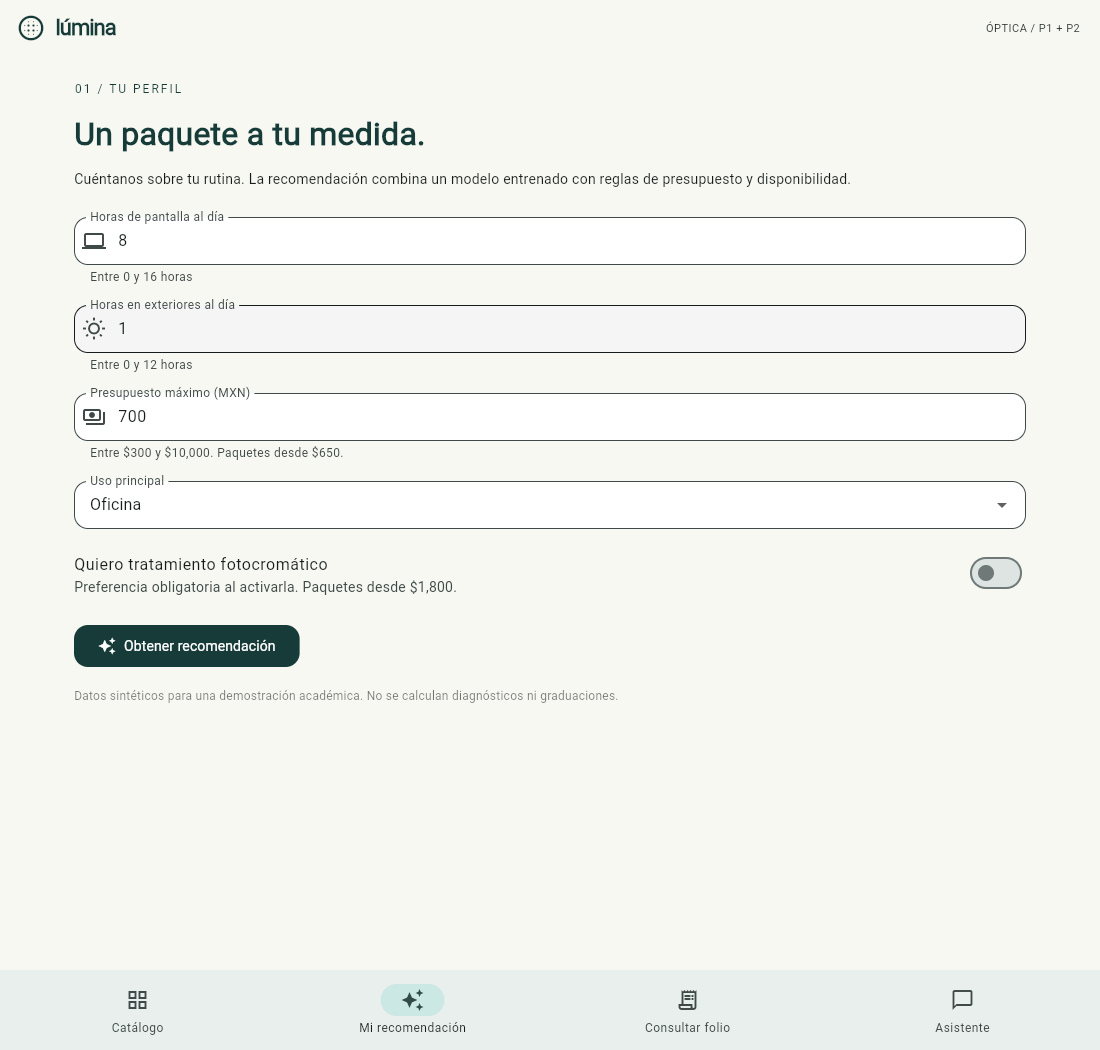 lúmina
ÓPTICA / P1 + P2
01 / TU PERFIL
Un paquete a tu medida.
Cuéntanos sobre tu rutina. La recomendación combina un modelo entrenado con reglas de presupuesto y disponibilidad.
Horas de pantalla al día
8
Entre 0 y 16 horas
Horas en exteriores al día
1
Entre 0 y 12 horas
Presupuesto máximo (MXN)
700
Entre $300 y $10,000. Paquetes desde $650.
Uso principal
Oficina
Quiero tratamiento fotocromático
Preferencia obligatoria al activarla. Paquetes desde $1,800.
Obtener recomendación
Datos sintéticos para una demostración académica. No se calculan diagnósticos ni graduaciones.
Catálogo
Mi recomendación
Consultar folio
Asistente